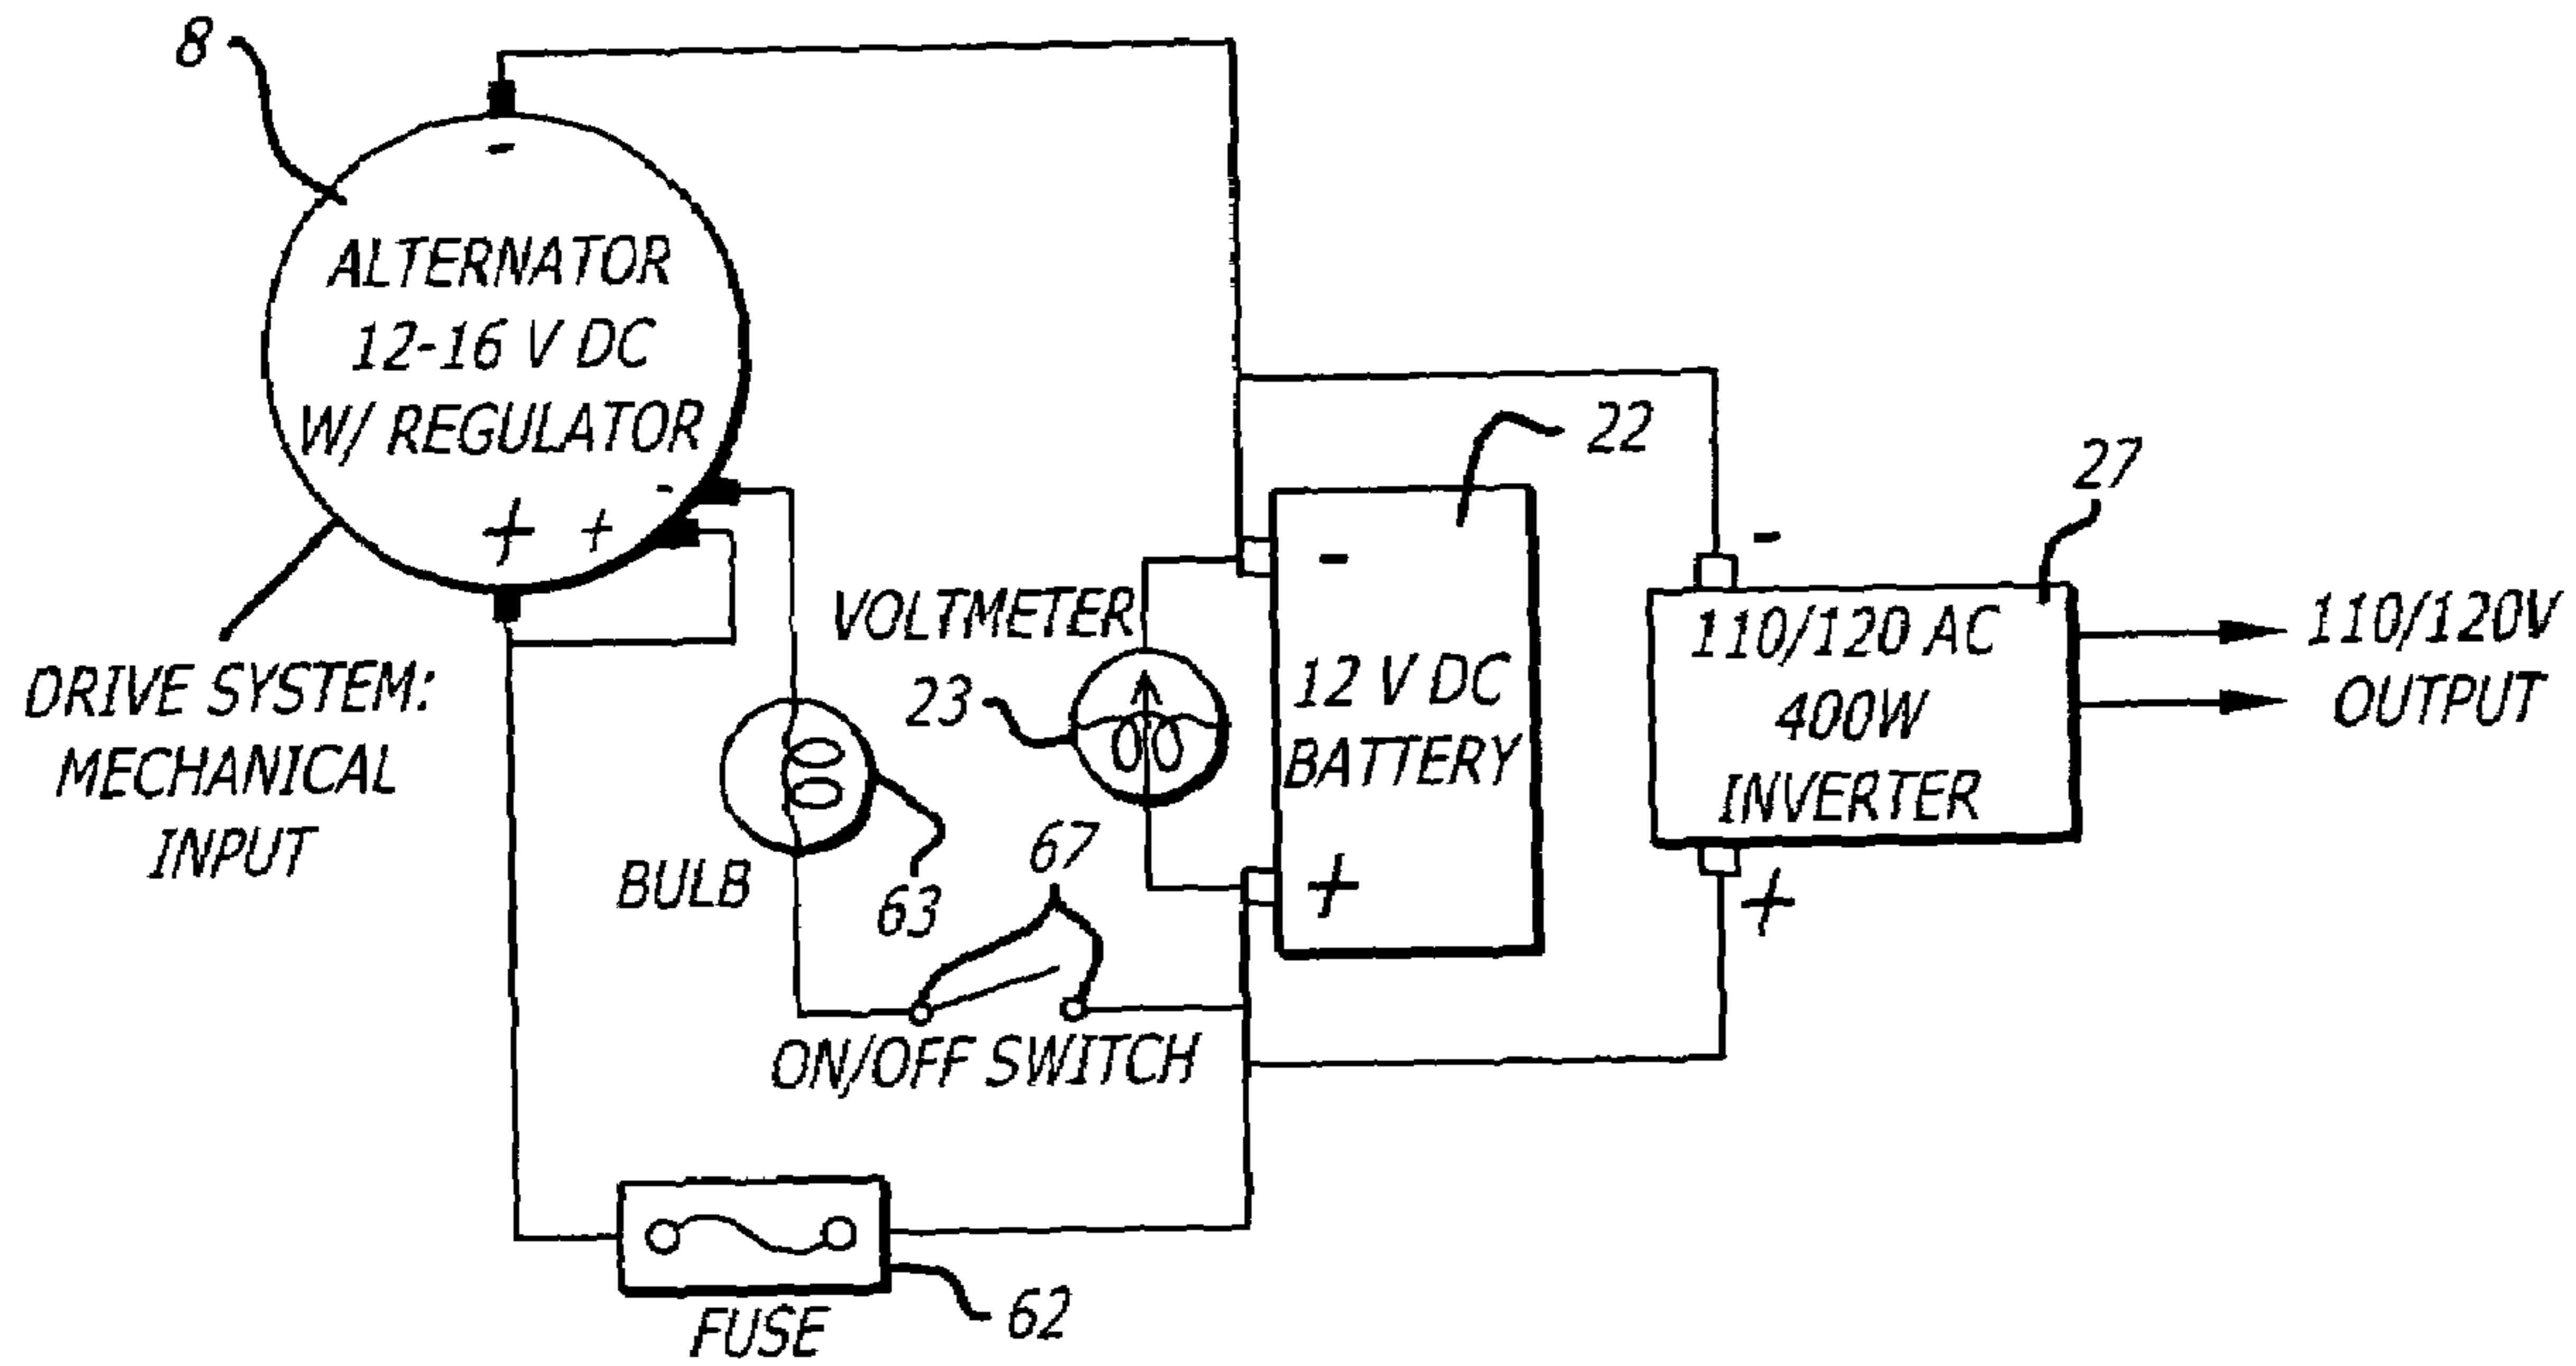 8
-
ALTERNATOR
12-16 V DC
W/ REGULATOR
-
+ +
DRIVE SYSTEM:
MECHANICAL
INPUT
BULB
63
VOLTMETER
23
67
ON/OFF SWITCH
22
-
12 V DC
BATTERY
+
27
-
110/120 AC
400W
INVERTER
+
110/120V
OUTPUT
FUSE
62